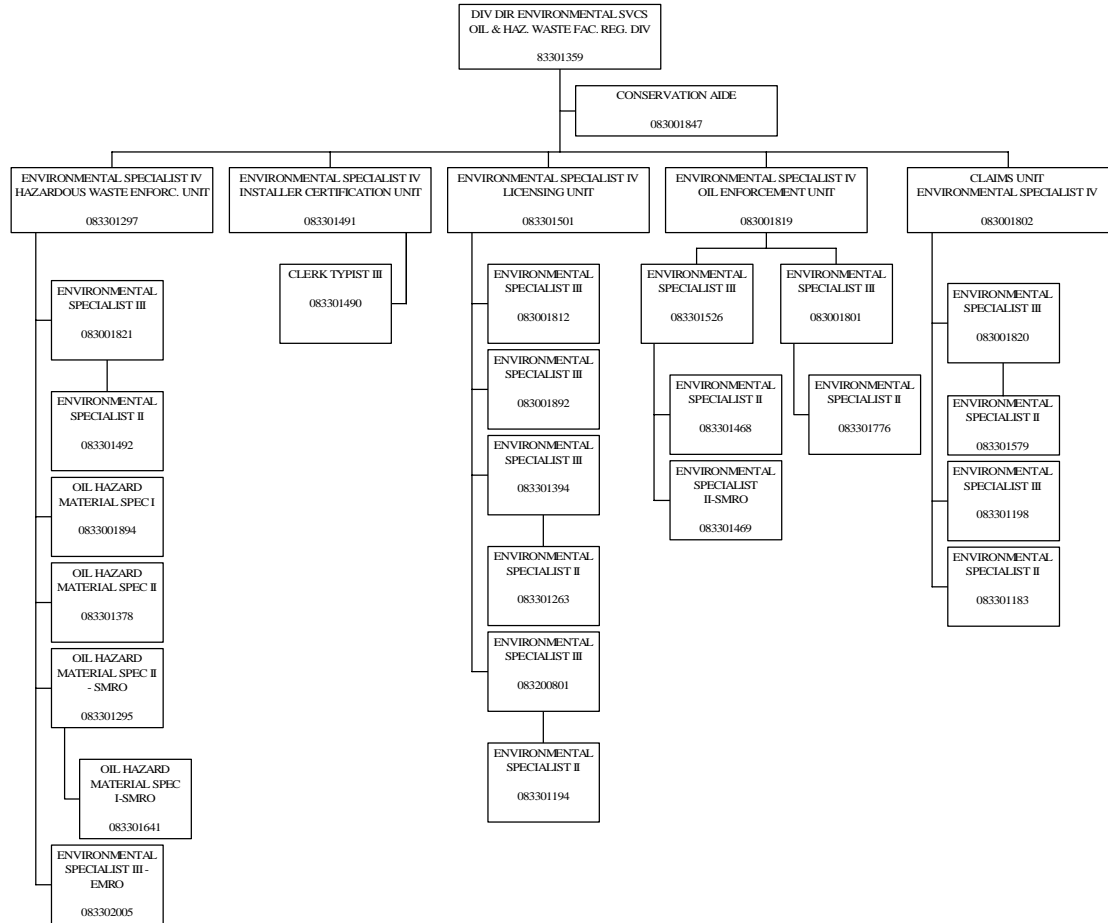 DIV DIR ENVIRONMENTAL SVCS
OIL & HAZ. WASTE FAC. REG. DIV
83301359
CONSERVATION AIDE
083001847
ENVIRONMENTAL SPECIALIST IV
HAZARDOUS WASTE ENFORC. UNIT
083301297
ENVIRONMENTAL
SPECIALIST III
083001821
ENVIRONMENTAL
SPECIALIST II
083301492
OIL HAZARD
MATERIAL SPEC I
0833001894
OIL HAZARD
MATERIAL SPEC II
083301378
OIL HAZARD
MATERIAL SPEC II
- SMRO
083301295
OIL HAZARD
MATERIAL SPEC
I-SMRO
083301641
ENVIRONMENTAL
SPECIALIST III -
EMRO
083302005
ENVIRONMENTAL SPECIALIST IV
INSTALLER CERTIFICATION UNIT
083301491
CLERK TYPIST III
083301490
ENVIRONMENTAL SPECIALIST IV
LICENSING UNIT
083301501
ENVIRONMENTAL
SPECIALIST III
083001812
ENVIRONMENTAL
SPECIALIST III
083001892
ENVIRONMENTAL
SPECIALIST III
083301394
ENVIRONMENTAL
SPECIALIST II
083301263
ENVIRONMENTAL
SPECIALIST III
083200801
ENVIRONMENTAL
SPECIALIST II
083301194
ENVIRONMENTAL SPECIALIST IV
OIL ENFORCEMENT UNIT
083001819
ENVIRONMENTAL
SPECIALIST III
083301526
ENVIRONMENTAL
SPECIALIST II
083301468
ENVIRONMENTAL
SPECIALIST
II-SMRO
083301469
ENVIRONMENTAL
SPECIALIST III
083001801
ENVIRONMENTAL
SPECIALIST II
083301776
CLAIMS UNIT
ENVIRONMENTAL SPECIALIST IV
083001802
ENVIRONMENTAL
SPECIALIST III
083001820
ENVIRONMENTAL
SPECIALIST II
083301579
ENVIRONMENTAL
SPECIALIST III
083301198
ENVIRONMENTAL
SPECIALIST II
083301183